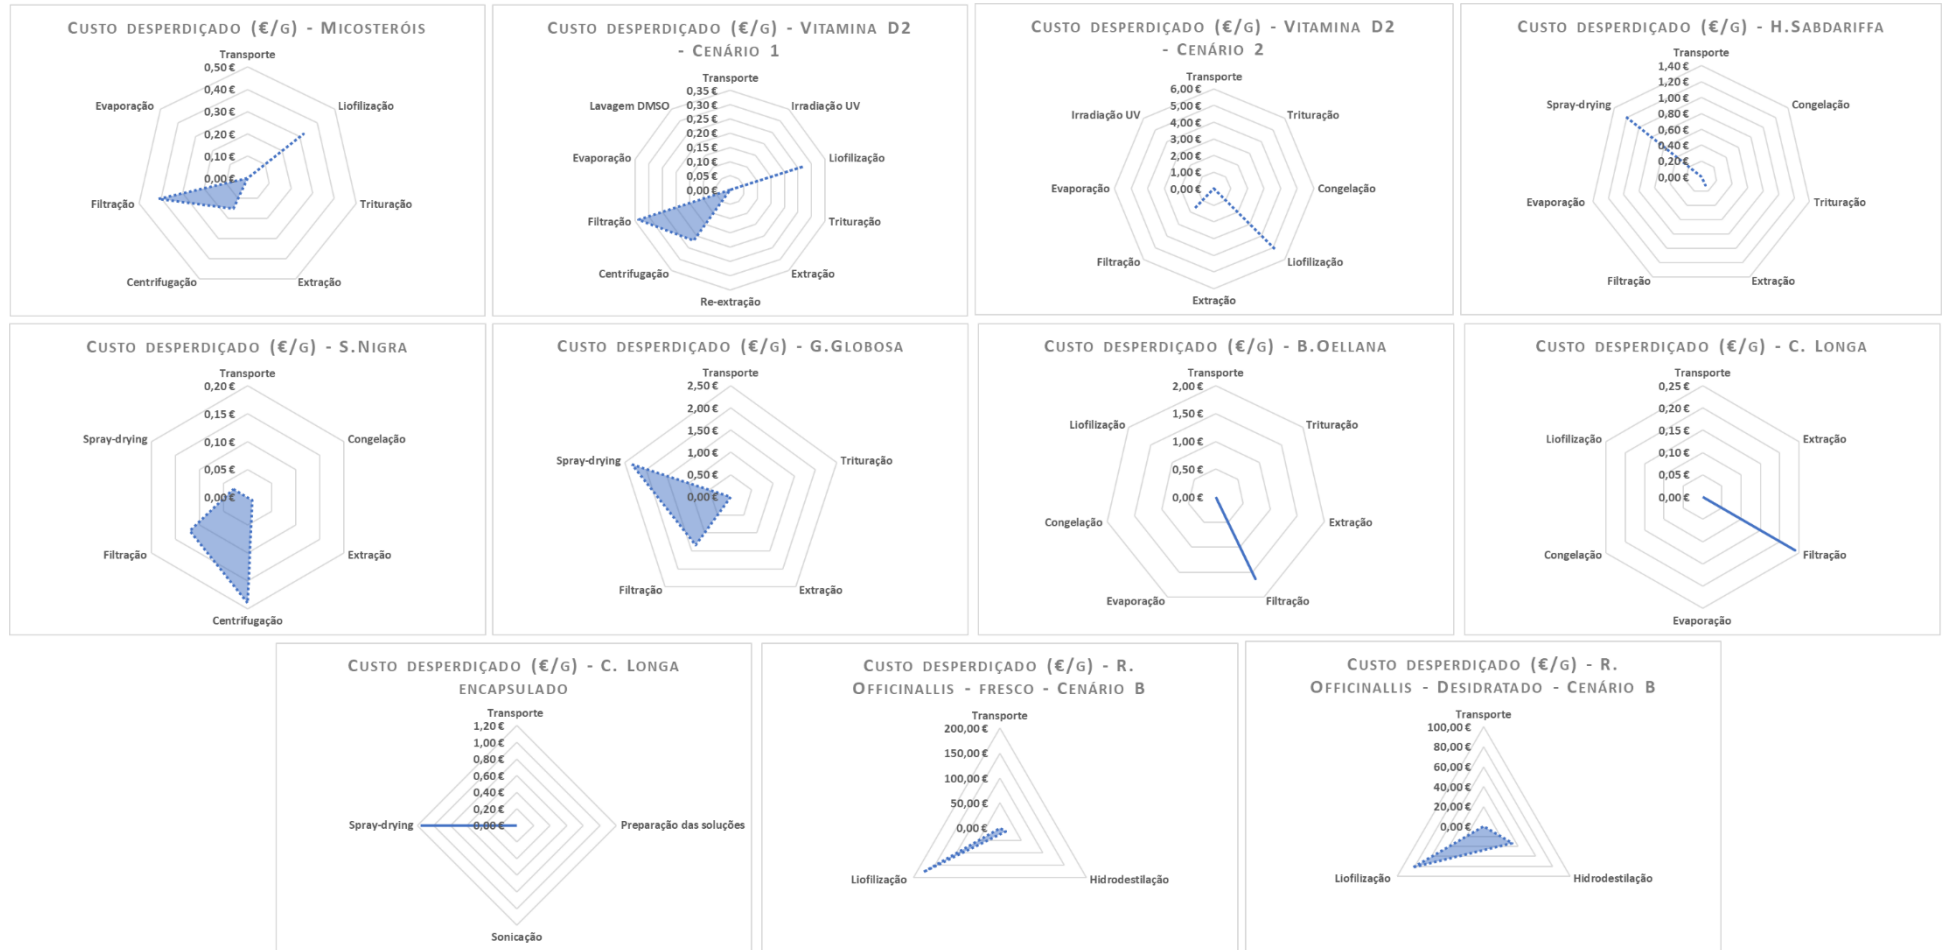 CUSTO DESPERDIÇADO (€/G) - MICOSTERÓIS
Transporte
0,50 €
0,40 €
0,30 €
0,20 €
0,10 €
0,00 €
Liofilização
Trituração
Extração
Centrifugação
Filtração
Evaporação
CUSTO DESPERDIÇADO (€/G) - VITAMINA D2
- CENÁRIO 1
Transporte
0,35 €
0,30 €
0,25 €
0,20 €
0,15 €
0,10 €
0,05 €
0,00 €
Irradiação UV
Liofilização
Trituração
Extração
Re-extração
Centrifugação
Filtração
Evaporação
Lavagem DMSO
CUSTO DESPERDIÇADO (€/G) - VITAMINA D2
- CENÁRIO 2
Transporte
6,00 €
5,00 €
4,00 €
3,00 €
2,00 €
1,00 €
0,00 €
Trituração
Congelação
Liofilização
Extração
Filtração
Evaporação
Irradiação UV
CUSTO DESPERDIÇADO (€/G) - H.SABDARIFFA
Transporte
1,40 €
1,20 €
1,00 €
0,80 €
0,60 €
0,40 €
0,20 €
0,00 €
Congelação
Trituração
Extração
Filtração
Evaporação
Spray-drying
CUSTO DESPERDIÇADO (€/G) - S.NIGRA
Transporte
0,20 €
0,15 €
0,10 €
0,05 €
0,00 €
Congelação
Extração
Centrifugação
Filtração
Spray-drying
CUSTO DESPERDIÇADO (€/G) - G.GLOBOSA
Transporte
2,50 €
2,00 €
1,50 €
1,00 €
0,50 €
0,00 €
Trituração
Extração
Filtração
Spray-drying
CUSTO DESPERDIÇADO (€/G) - B.OELLANA
Transporte
2,00 €
1,50 €
1,00 €
0,50 €
0,00 €
Trituração
Extração
Filtração
Evaporação
Congelação
Liofilização
CUSTO DESPERDIÇADO (€/G) - C. LONGA
Transporte
0,25 €
0,20 €
0,15 €
0,10 €
0,05 €
0,00 €
Extração
Filtração
Evaporação
Congelação
Liofilização
CUSTO DESPERDIÇADO (€/G) - C. LONGA
ENCAPSULADO
Transporte
1,20 €
1,00 €
0,80 €
0,60 €
0,40 €
0,20 €
0,00 €
Preparação das soluções
Sonicação
Spray-drying
CUSTO DESPERDIÇADO (€/G) - R.
OFFICINALLIS - FRESCO - CENÁRIO B
Transporte
200,00 €
150,00 €
100,00 €
50,00 €
0,00 €
Hidrodestilação
Liofilização
CUSTO DESPERDIÇADO (€/G) - R.
OFFICINALLIS - DESIDRATADO - CENÁRIO B
Transporte
100,00 €
80,00 €
60,00 €
40,00 €
20,00 €
0,00 €
Hidrodestilação
Liofilização